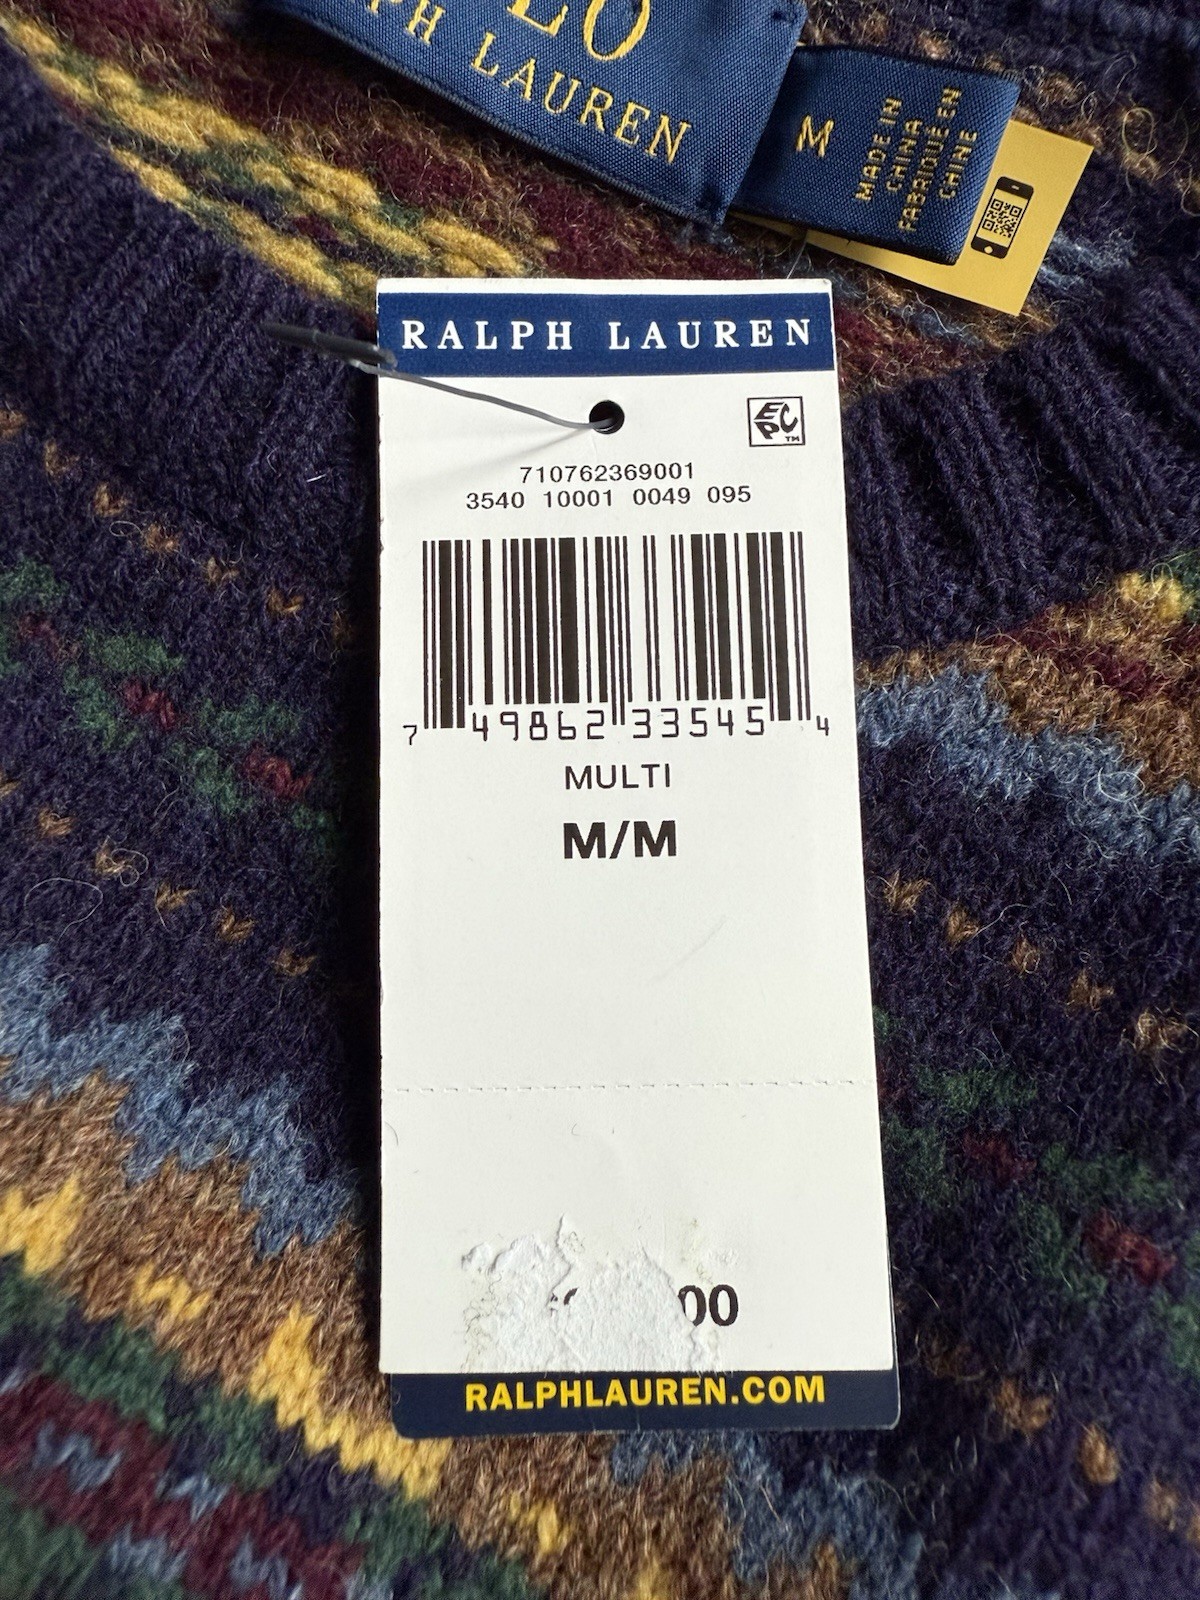 LAUREN
M
MADE IN
CHINA
FABRIQUÉ EN
CHINE
RALPH LAUREN
EPC
TM
710762369001
3540 10001 0049 095
7 49862 33545 4
MULTI
M/M
00
RALPHLAUREN.COM